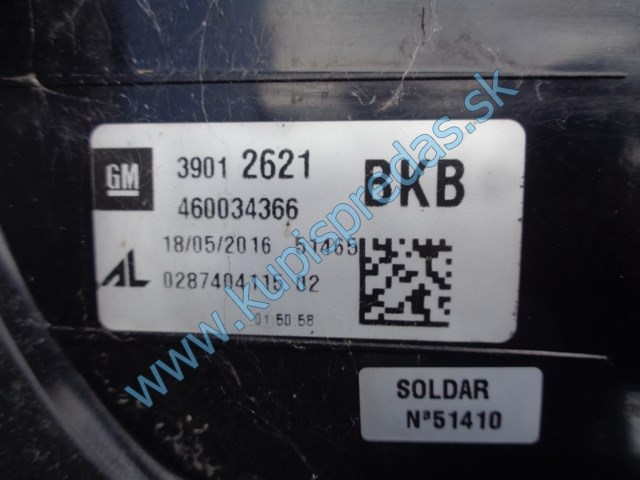 GM 3901 2621 BKB
460034366
18/05/2016 51465
AL 0287404115 02
01:50 58
SOLDAR
Nª51410
www.kupispredas.sk